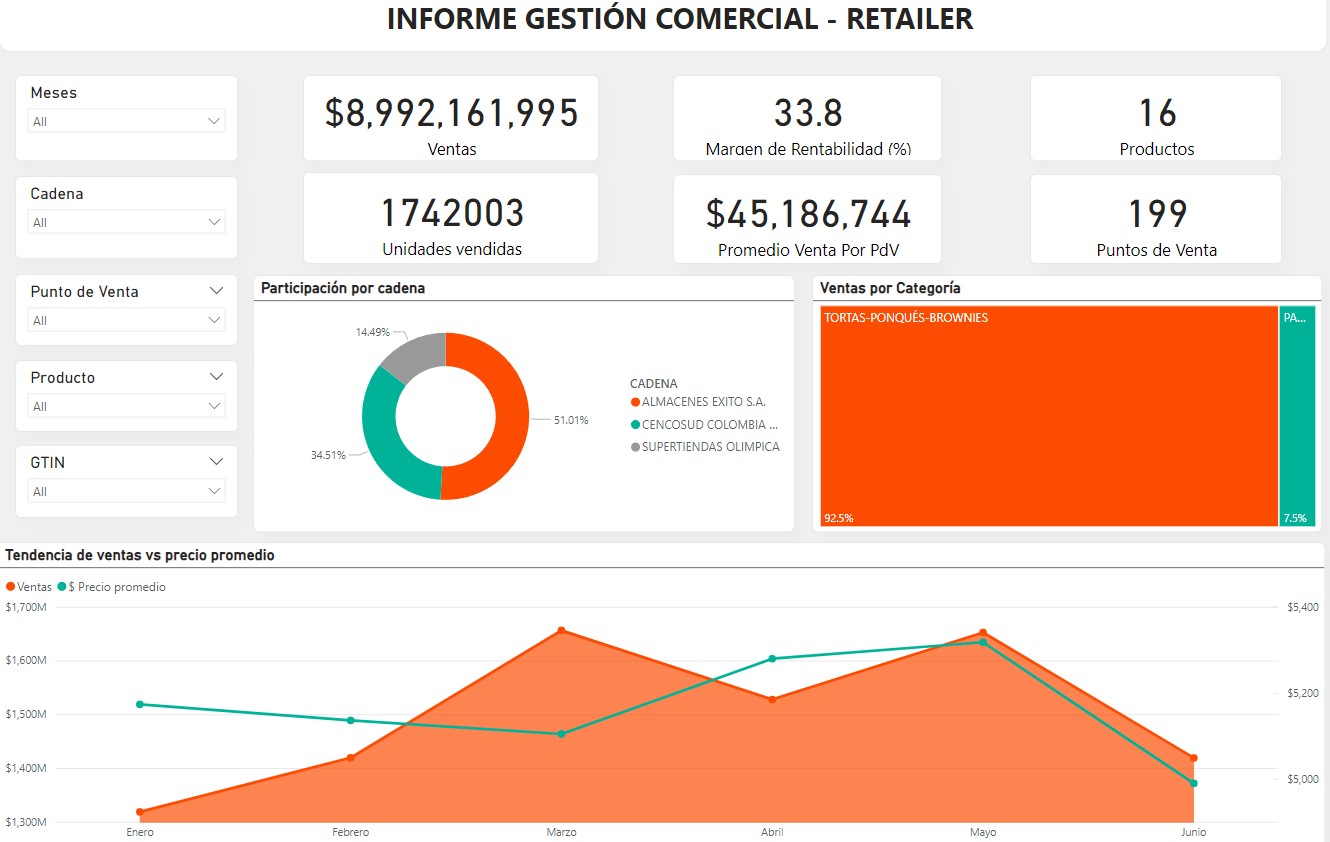 INFORME GESTIÓN COMERCIAL - RETAILER
Meses
All
Cadena
All
Punto de Venta
All
Producto
All
GTIN
All
$8,992,161,995
Ventas
33.8
Margen de Rentabilidad (%)
16
Productos
1742003
Unidades vendidas
$45,186,744
Promedio Venta Por PdV
199
Puntos de Venta
Participación por cadena
14.49%
51.01%
34.51%
CADENA
ALMACENES EXITO S.A.
CENCOSUD COLOMBIA ...
SUPERTIENDAS OLIMPICA
Ventas por Categoría
TORTAS-PONQUÉS-BROWNIES
92.5%
PA...
7.5%
Tendencia de ventas vs precio promedio
Ventas
$ Precio promedio
$1,700M
$1,600M
$1,500M
$1,400M
$1,300M
$5,400
$5,200
$5,000
Enero
Febrero
Marzo
Abril
Mayo
Junio